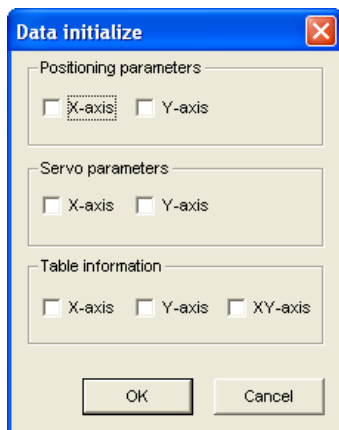 Data initialize
Positioning parameters
X-axis Y-axis
Servo parameters
X-axis Y-axis
Table information
X-axis Y-axis XY-axis
OK Cancel